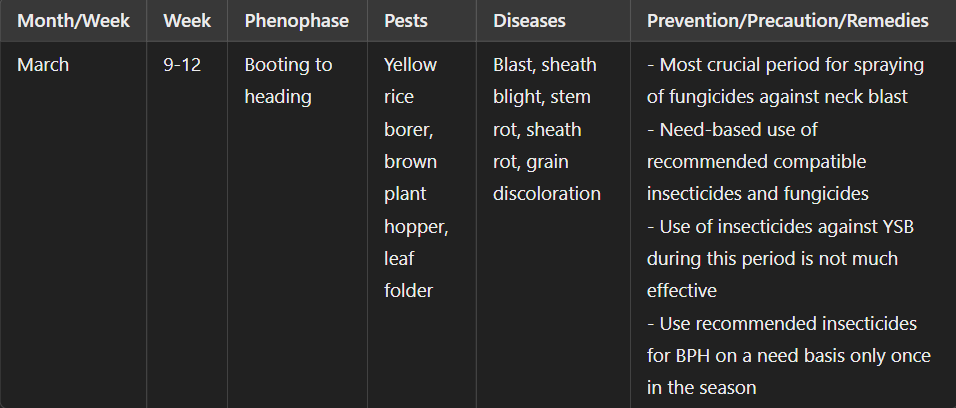 Month/Week Week Phenophase Pests Diseases Prevention/Precaution/Remedies
March
9-12
Booting to
heading
Yellow
rice
borer,
brown
plant
hopper,
leaf
folder
Blast, sheath
blight, stem
rot, sheath
rot, grain
discoloration
- Most crucial period for spraying
of fungicides against neck blast
- Need-based use of
recommended compatible
insecticides and fungicides
- Use of insecticides against YSB
during this period is not much
effective
- Use recommended insecticides
for BPH on a need basis only once
in the season